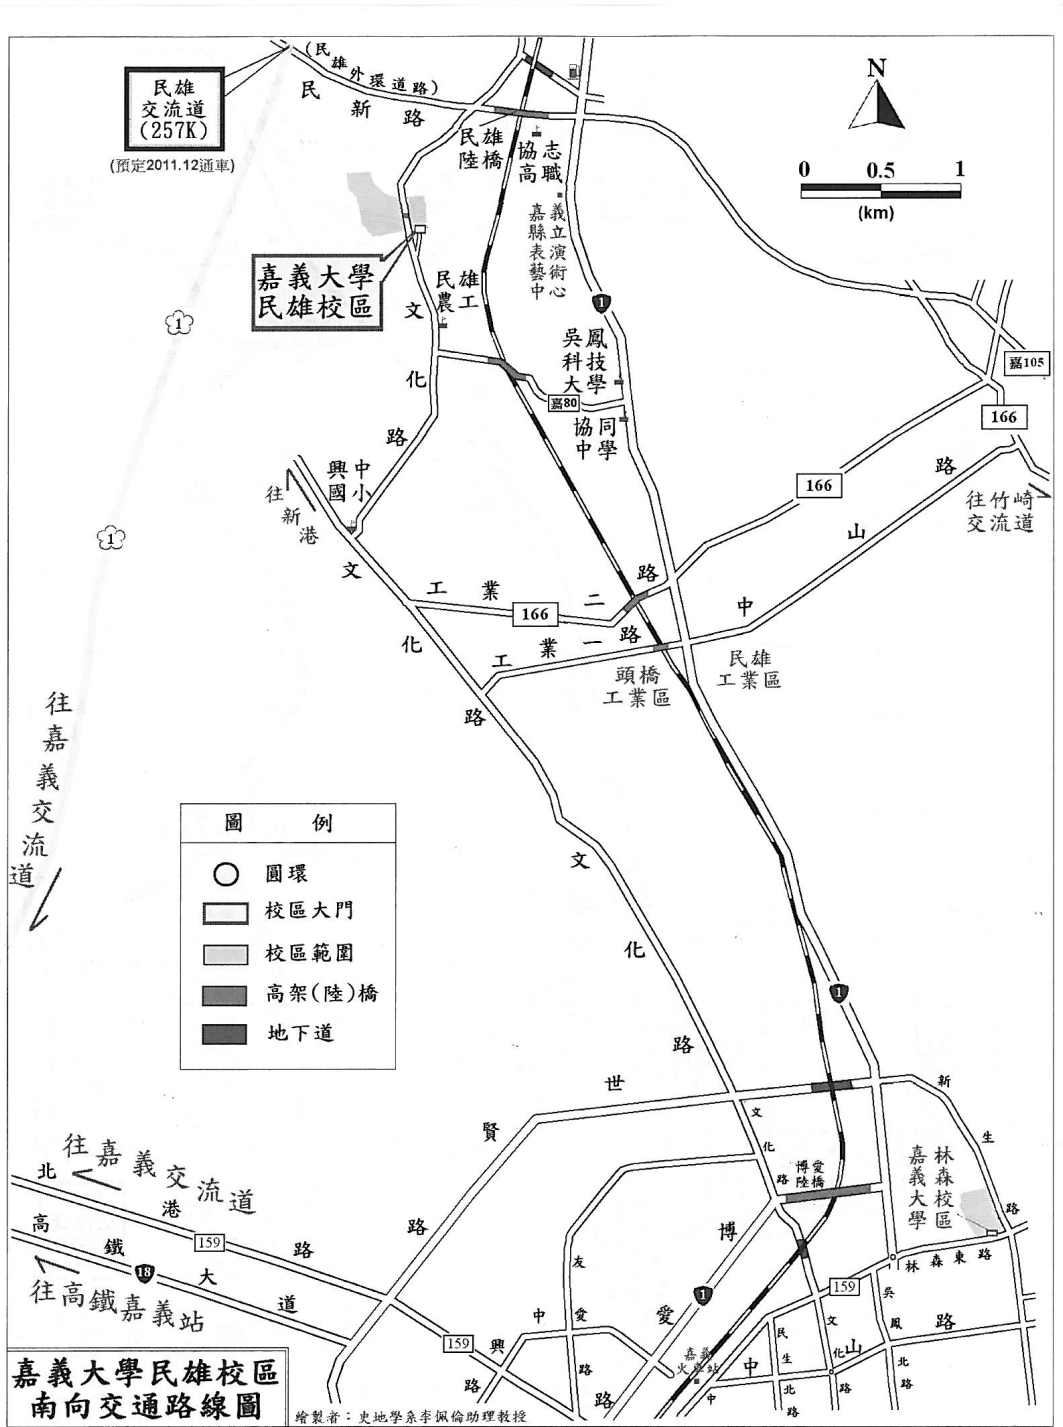 民雄
交流道
(257K)
(預定2011.12通車)
(民雄外環道路)
民新路
民雄
陸橋
協志
高職
N
0 0.5 1
(km)
嘉義
縣立
表演
藝術
中心
嘉義大學
民雄校區
民雄
農工
文化路
1
1
1
吳鳳
科技
大學
嘉105
嘉80
166
協同
中學
興中
國小
往新港
166
中山路
往竹崎
交流道
文化路
工業二路
166
工業一路
頭橋
工業區
民雄
工業區
往嘉義交流道
圖 例
圓環
校區大門
校區範圍
高架(陸)橋
地下道
文化路
1
世賢路
新生路
文化路
博愛
陸橋
嘉義大學
林森校區
往嘉義交流道
北港路
159
高鐵大道
18
往高鐵嘉義站
博愛路
1
友愛路
159
林森東路
吳鳳北路
中興路
159
文化路
民生北路
中山路
嘉義
火車站
嘉義大學民雄校區
南向交通路線圖
繪製者：史地學系李佩倫助理教授